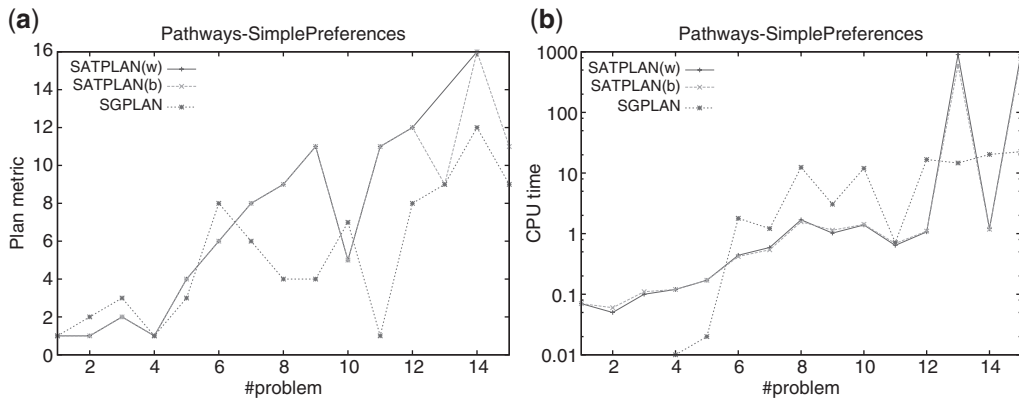 (a)
Pathways-SimplePreferences
SATPLAN(w)
SATPLAN(b)
SGPLAN
Plan metric
16
14
12
10
8
6
4
2
0
2 4 6 8 10 12 14
#problem
(b)
Pathways-SimplePreferences
SATPLAN(w)
SATPLAN(b)
SGPLAN
CPU time
1000
100
10
1
0.1
0.01
2 4 6 8 10 12 14
#problem